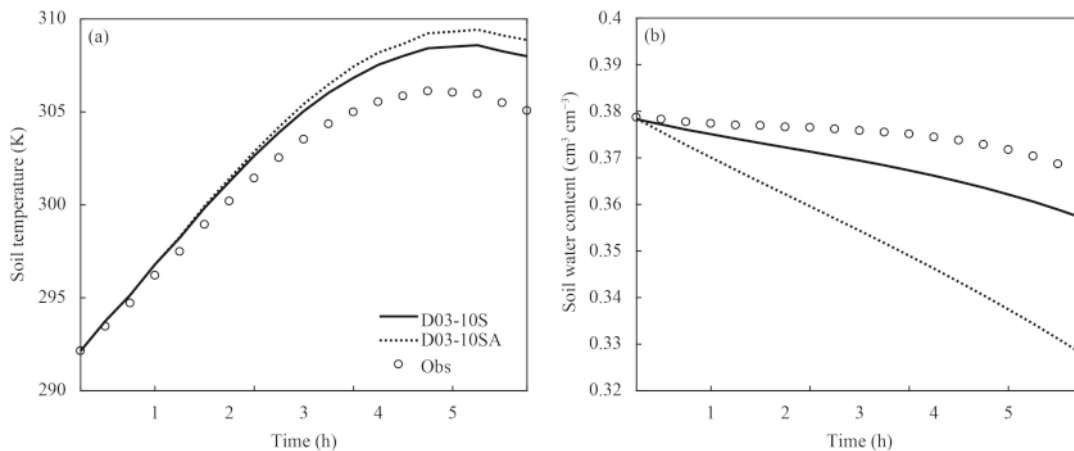 (a)
310
305
300
295
290
Soil temperature (K)
1 2 3 4 5
Time (h)
D03-10S
D03-10SA
Obs
(b)
0.4
0.39
0.38
0.37
0.36
0.35
0.34
0.33
0.32
Soil water content (cm³ cm⁻³)
1 2 3 4 5
Time (h)